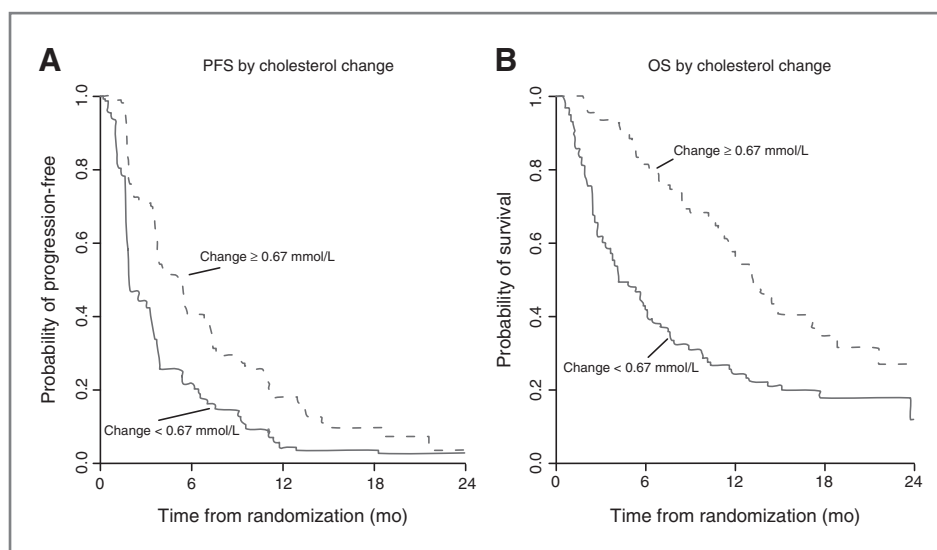 A
PFS by cholesterol change
Probability of progression-free
1.0
0.8
0.6
0.4
0.2
0.0
Change ≥ 0.67 mmol/L
Change < 0.67 mmol/L
0 6 12 18 24
Time from randomization (mo)
B
OS by cholesterol change
Probability of survival
1.0
0.8
0.6
0.4
0.2
0.0
Change ≥ 0.67 mmol/L
Change < 0.67 mmol/L
0 6 12 18 24
Time from randomization (mo)